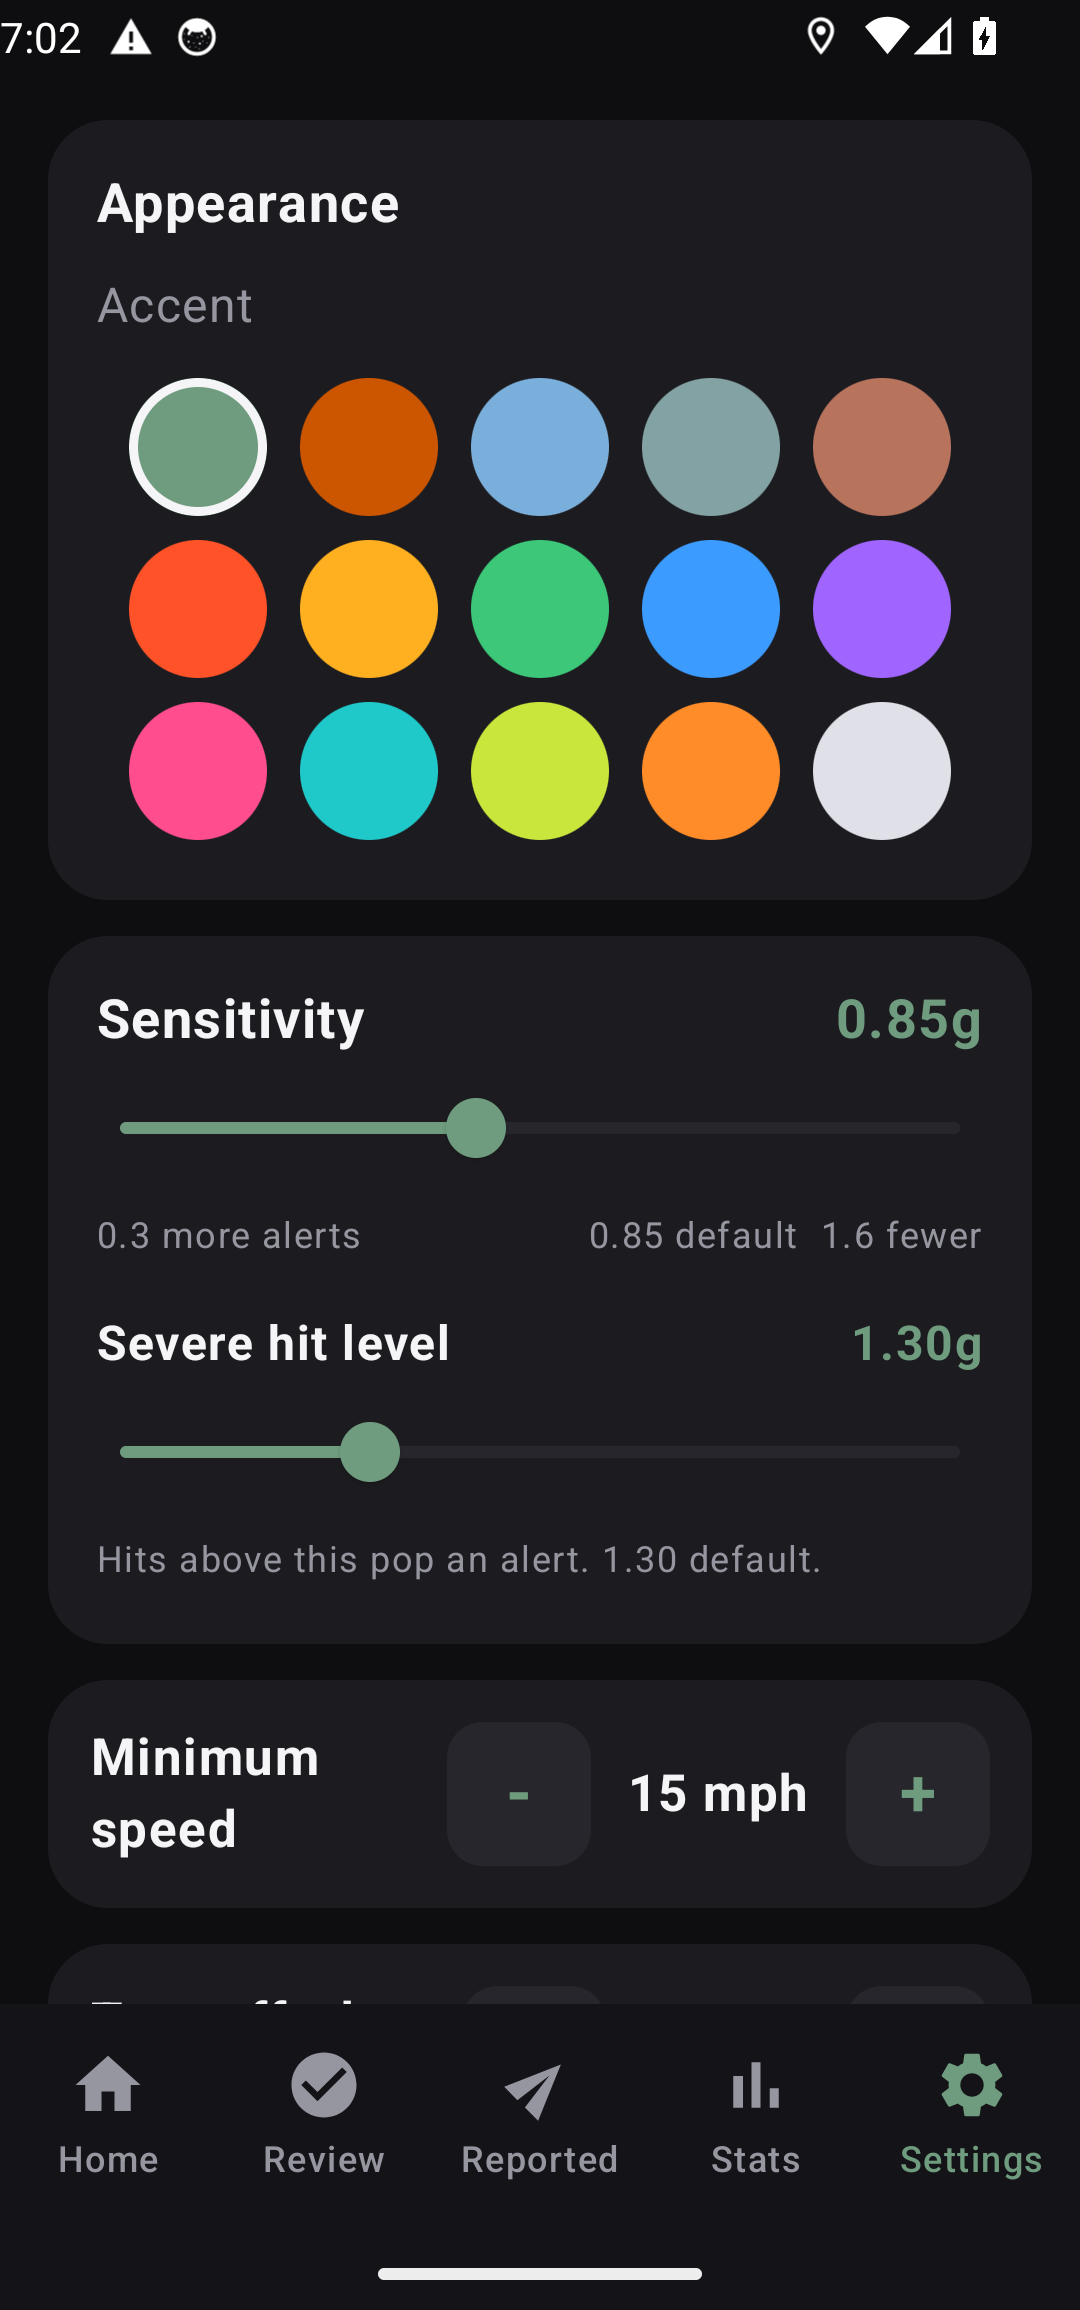 7:02
Appearance
Accent
Sensitivity 0.85g
0.3 more alerts 0.85 default 1.6 fewer
Severe hit level 1.30g
Hits above this pop an alert. 1.30 default.
Minimum
speed
- 15 mph +
Home Review Reported Stats Settings